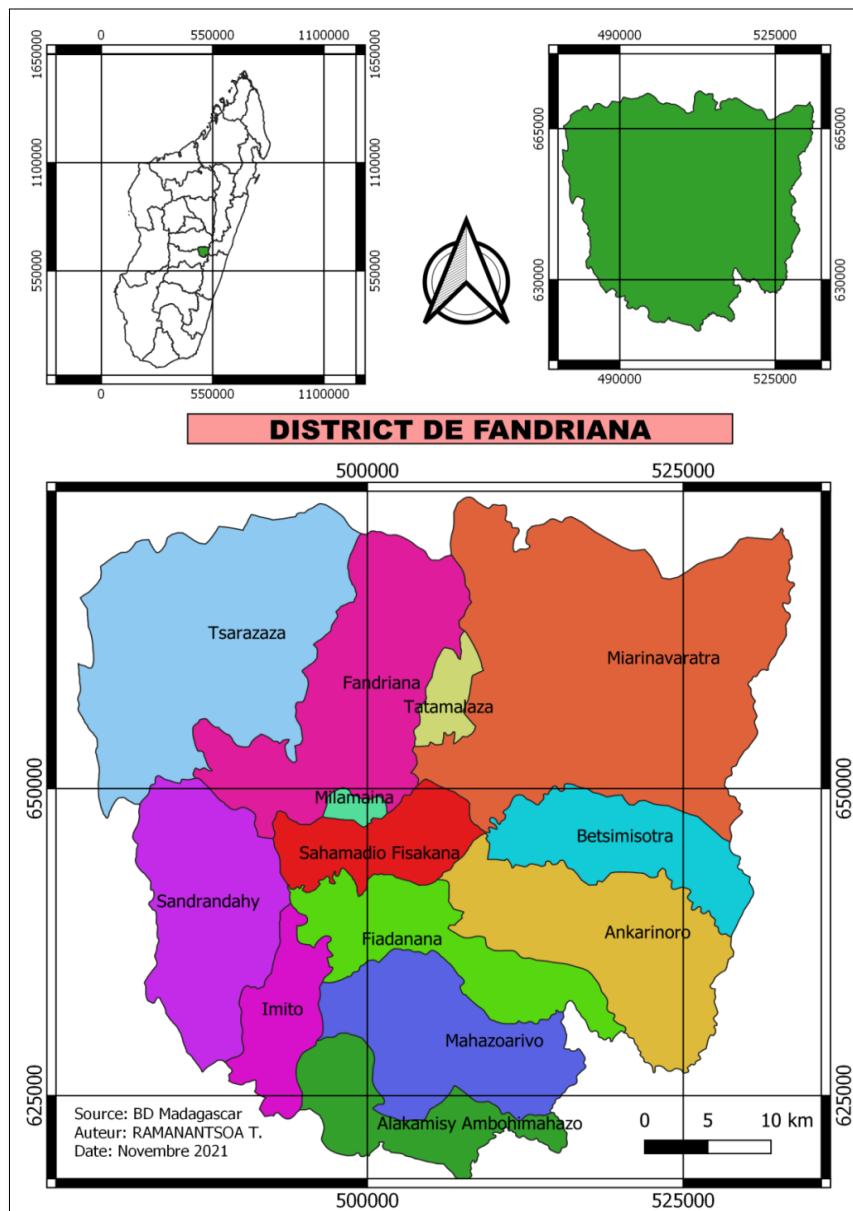 0 550000 1100000
1650000 1650000
1100000 1100000
550000 550000
0 550000 1100000
490000 525000
665000 665000
630000 630000
490000 525000
DISTRICT DE FANDRIANA
500000 525000
Tsarazaza
Miarinavaratra
Fandriana
Tatamalaza
650000 650000
Milamaina
Betsimisotra
Sahamadio Fisakana
Sandrandahy
Ankarinoro
Fiadanana
Imito
Mahazoarivo
625000 625000
Alakamisy Ambohimahazo
Source: BD Madagascar
Auteur: RAMANANTSOA T.
Date: Novembre 2021
0 5 10 km
500000 525000